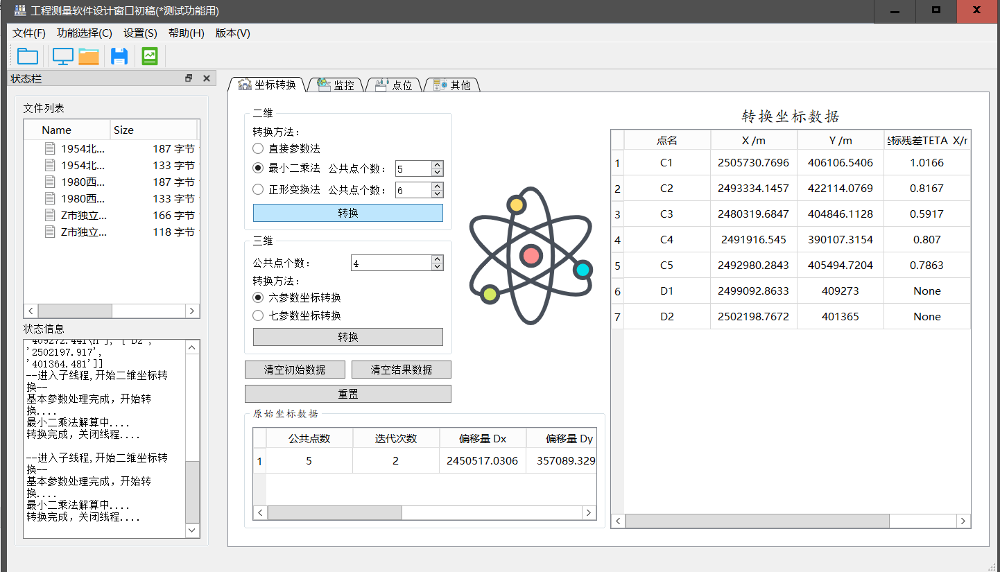 工程测量软件设计窗口初稿(*测试功能用)
文件(F) 功能选择(C) 设置(S) 帮助(H) 版本(V)
状态栏
文件列表
Name Size
1954北... 187 字节
1954北... 133 字节
1980西... 187 字节
1980西... 133 字节
Z市独立... 166 字节
Z市独立... 118 字节
状态信息
'409272.441\n'], ['D2',
'2502197.917',
'401364.481']]
--进入子线程,开始二维坐标转
换--
基本参数处理完成，开始转
换....
最小二乘法解算中....
转换完成，关闭线程....
--进入子线程,开始二维坐标转
换--
基本参数处理完成，开始转
换....
最小二乘法解算中....
转换完成，关闭线程....
坐标转换 监控 点位 其他
二维
转换方法：
直接参数法
最小二乘法 公共点个数： 5
正形变换法 公共点个数： 6
转换
三维
公共点个数： 4
转换方法：
六参数坐标转换
七参数坐标转换
转换
清空初始数据 清空结果数据
重置
原始坐标数据
公共点数 迭代次数 偏移量 Dx 偏移量 Dy
1 5 2 2450517.0306 357089.329
转换坐标数据
点名 X /m Y /m 坐标残差TETA X/m
1 C1 2505730.7696 406106.5406 1.0166
2 C2 2493334.1457 422114.0769 0.8167
3 C3 2480319.6847 404846.1128 0.5917
4 C4 2491916.545 390107.3154 0.807
5 C5 2492980.2843 405494.7204 0.7863
6 D1 2499092.8633 409273 None
7 D2 2502198.7672 401365 None